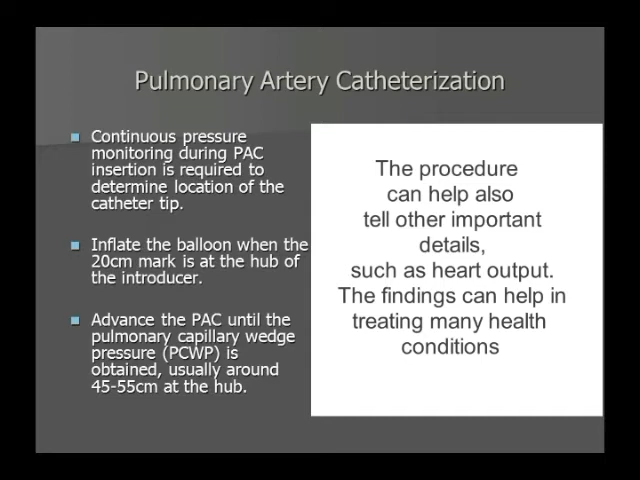 Pulmonary Artery Catheterization
Continuous pressure
monitoring during PAC
insertion is required to
determine location of the
catheter tip.
Inflate the balloon when the
20cm mark is at the hub of
the introducer.
Advance the PAC until the
pulmonary capillary wedge
pressure (PCWP) is
obtained, usually around
45-55cm at the hub.
The procedure
can help also
tell other important
details,
such as heart output.
The findings can help in
treating many health
conditions